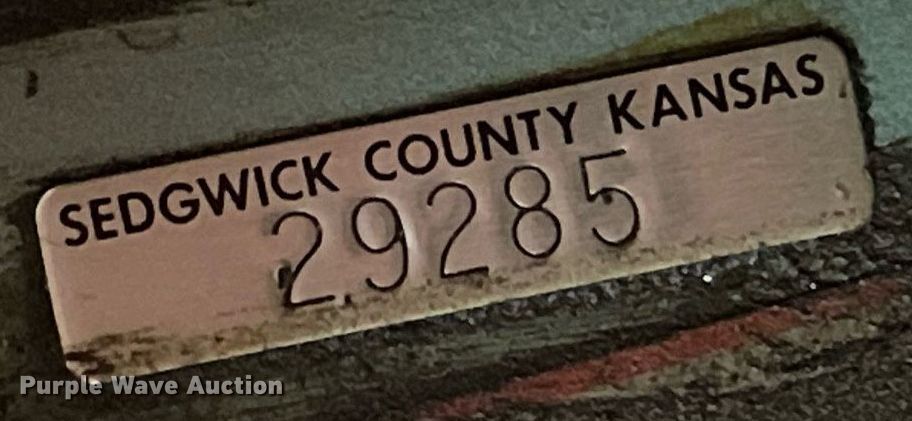 SEDGWICK COUNTY KANSAS
29285
Purple Wave Auction